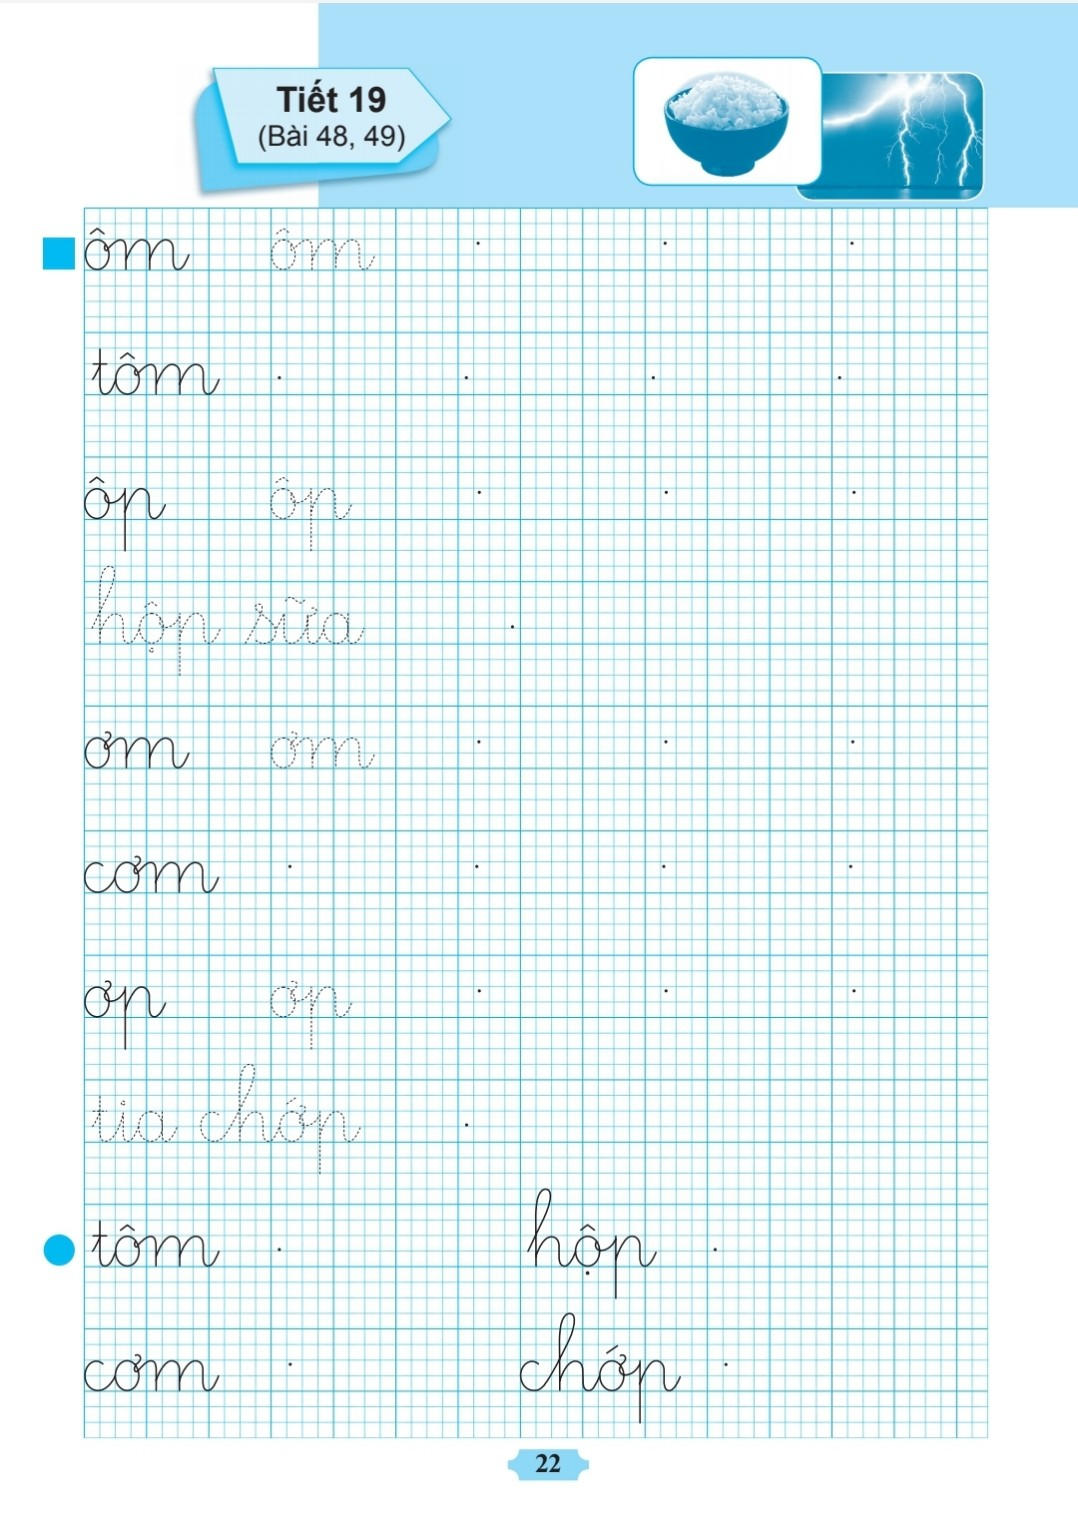 Tiết 19
(Bài 48, 49)
ôm ôm
tôm
ôp ôp
hộp sữa
ơm ơm
cơm
ơp ơp
tia chớp
tôm hộp
cơm chớp
22